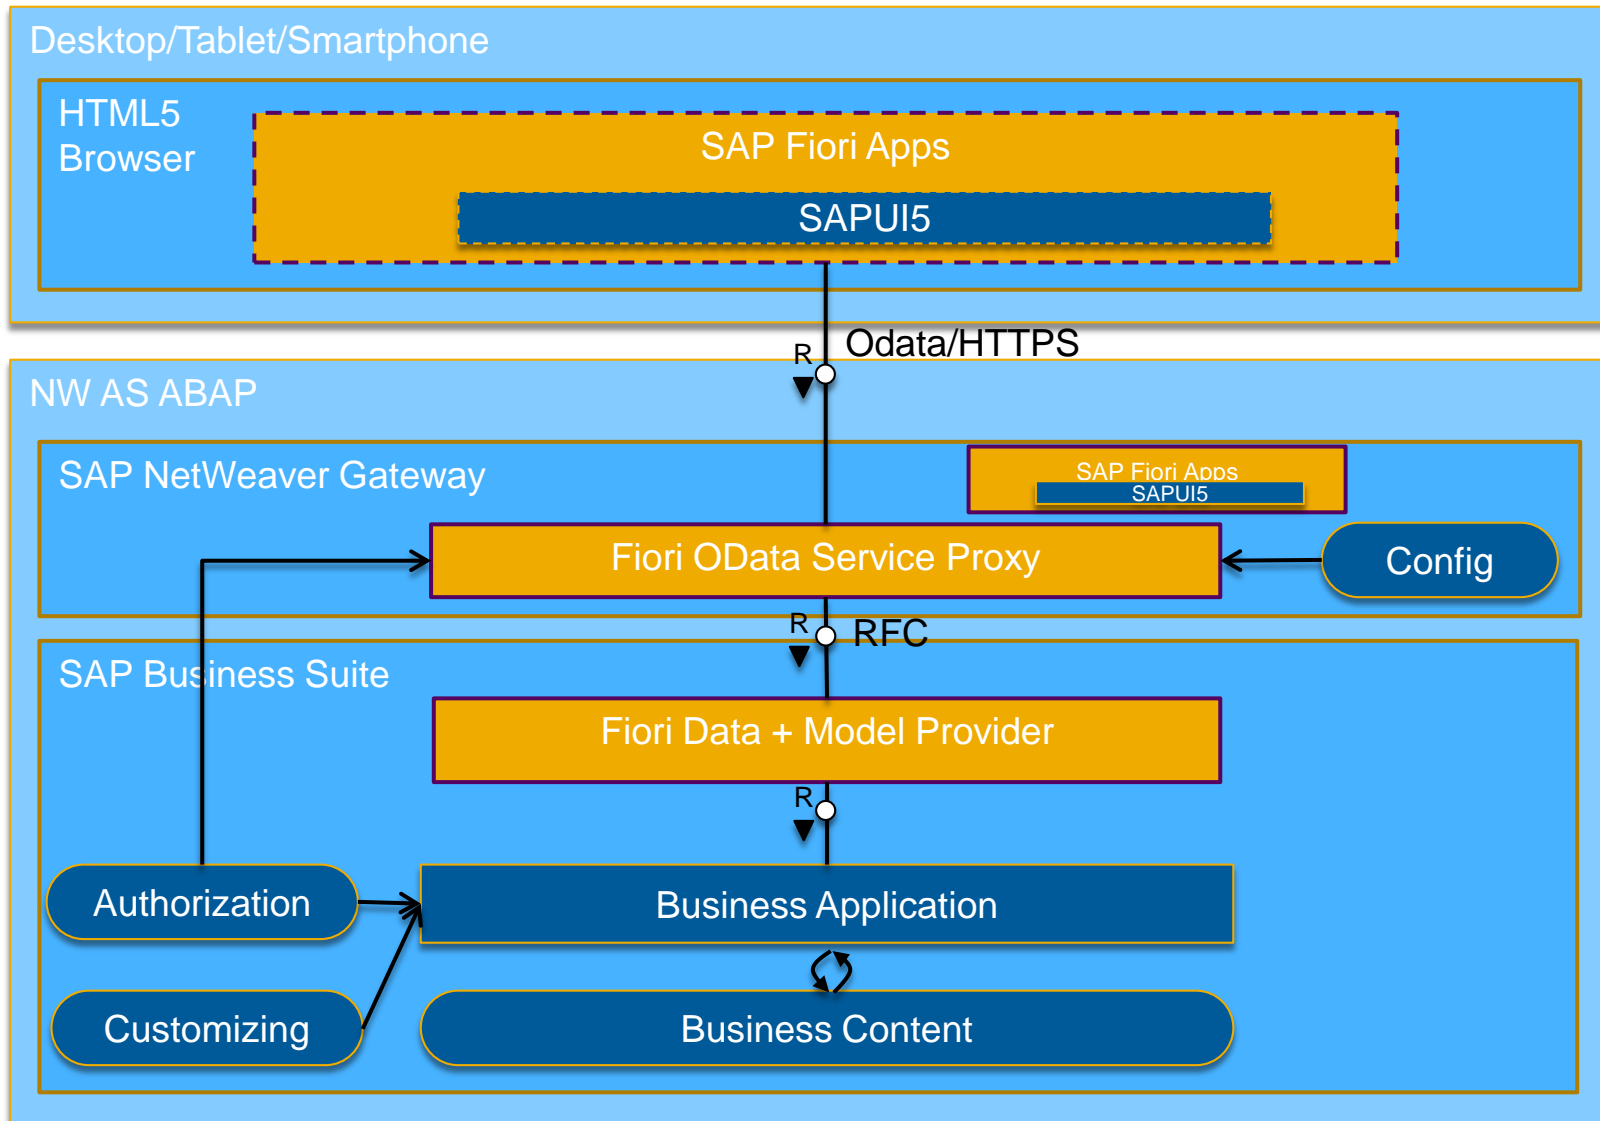 Desktop/Tablet/Smartphone
HTML5
Browser
SAP Fiori Apps
SAPUI5
R
Odata/HTTPS
NW AS ABAP
SAP NetWeaver Gateway
SAP Fiori Apps
SAPUI5
Fiori OData Service Proxy
Config
R
RFC
SAP Business Suite
Fiori Data + Model Provider
R
Authorization
Business Application
Customizing
Business Content